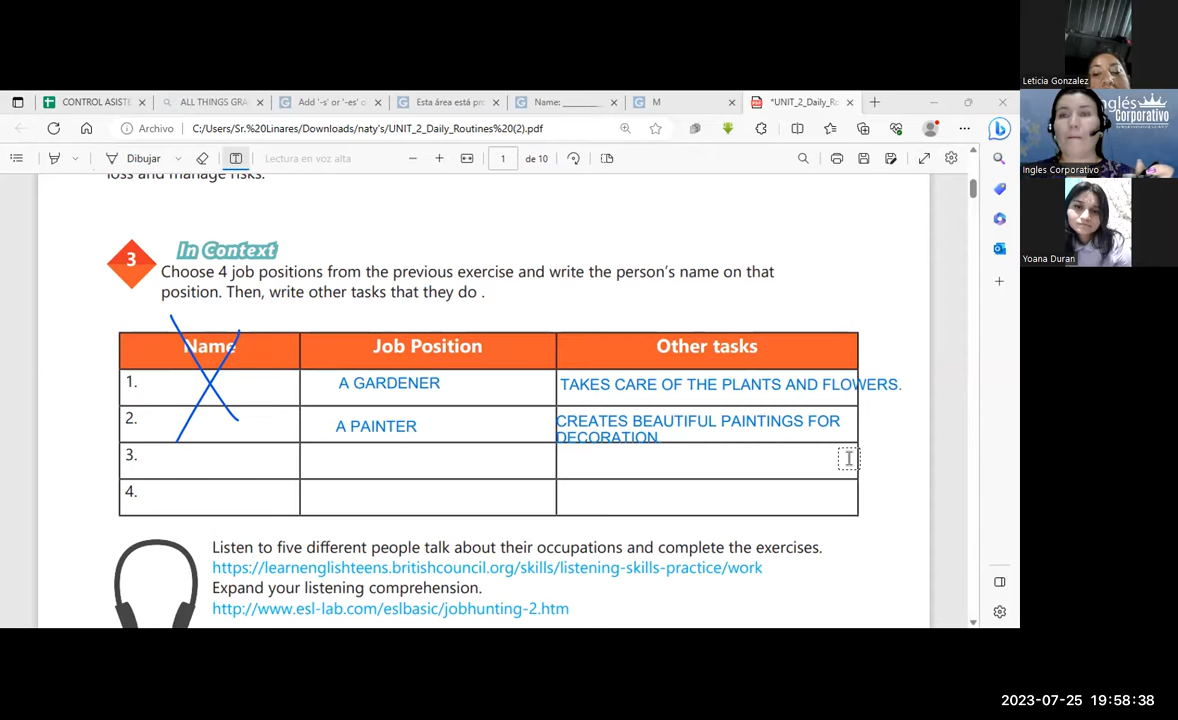 Leticia Gonzalez
CONTROL ASISTE
ALL THINGS GRA
Add '-s' or '-es' o
Esta área está pro
Name: ________
M
*UNIT_2_Daily_Ro
Inglés
Corporativo
Ingles Corporativo
Archivo
C:/Users/Sr.%20Linares/Downloads/naty's/UNIT_2_Daily_Routines%20(2).pdf
Dibujar
Lectura en voz alta
1
de 10
loss and manage risks.
Yoana Duran
3
In Context
Choose 4 job positions from the previous exercise and write the person's name on that
position. Then, write other tasks that they do .
Name Job Position Other tasks
1. A GARDENER TAKES CARE OF THE PLANTS AND FLOWERS.
2. A PAINTER CREATES BEAUTIFUL PAINTINGS FOR
DECORATION
3.
4.
Listen to five different people talk about their occupations and complete the exercises.
https://learnenglishteens.britishcouncil.org/skills/listening-skills-practice/work
Expand your listening comprehension.
http://www.esl-lab.com/eslbasic/jobhunting-2.htm
2023-07-25 19:58:38